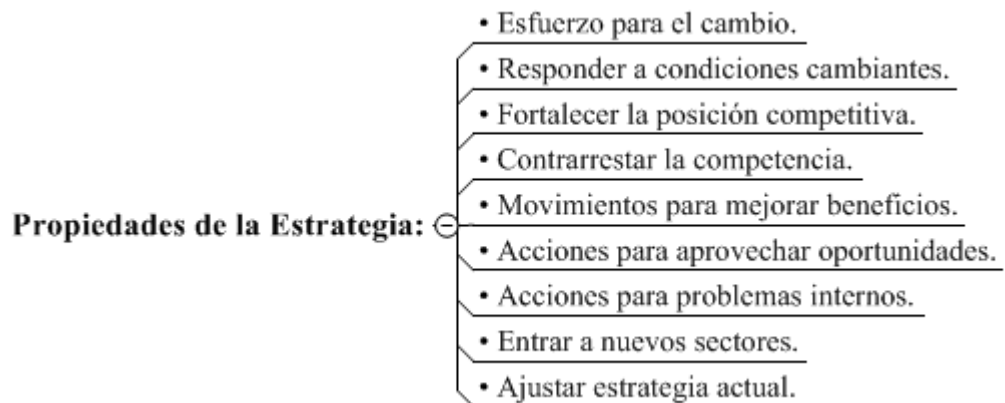 • Esfuerzo para el cambio.
• Responder a condiciones cambiantes.
• Fortalecer la posición competitiva.
• Contrarrestar la competencia.
Propiedades de la Estrategia:
• Movimientos para mejorar beneficios.
• Acciones para aprovechar oportunidades.
• Acciones para problemas internos.
• Entrar a nuevos sectores.
• Ajustar estrategia actual.